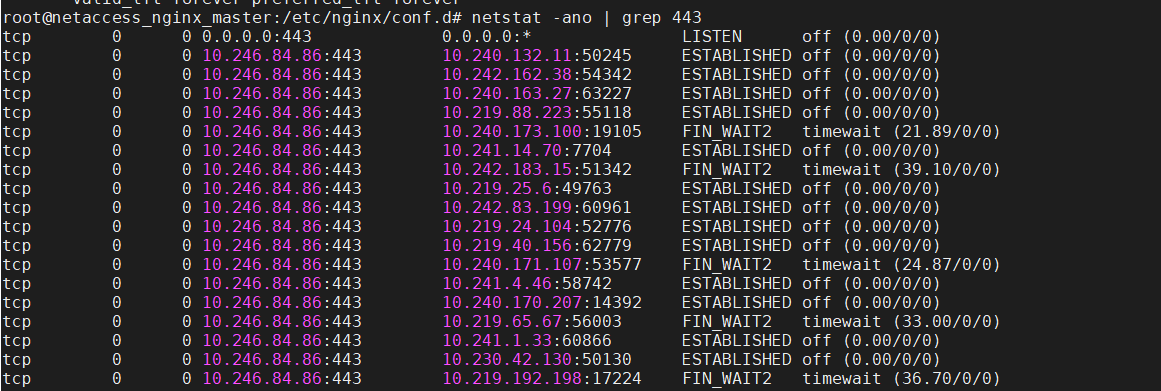 valid_lft forever preferred_lft forever
root@netaccess_nginx_master:/etc/nginx/conf.d# netstat -ano | grep 443
tcp 0 0 0.0.0.0:443 0.0.0.0:* LISTEN off (0.00/0/0)
tcp 0 0 10.246.84.86:443 10.240.132.11:50245 ESTABLISHED off (0.00/0/0)
tcp 0 0 10.246.84.86:443 10.242.162.38:54342 ESTABLISHED off (0.00/0/0)
tcp 0 0 10.246.84.86:443 10.240.163.27:63227 ESTABLISHED off (0.00/0/0)
tcp 0 0 10.246.84.86:443 10.219.88.223:55118 ESTABLISHED off (0.00/0/0)
tcp 0 0 10.246.84.86:443 10.240.173.100:19105 FIN_WAIT2 timewait (21.89/0/0)
tcp 0 0 10.246.84.86:443 10.241.14.70:7704 ESTABLISHED off (0.00/0/0)
tcp 0 0 10.246.84.86:443 10.242.183.15:51342 FIN_WAIT2 timewait (39.10/0/0)
tcp 0 0 10.246.84.86:443 10.219.25.6:49763 ESTABLISHED off (0.00/0/0)
tcp 0 0 10.246.84.86:443 10.242.83.199:60961 ESTABLISHED off (0.00/0/0)
tcp 0 0 10.246.84.86:443 10.219.24.104:52776 ESTABLISHED off (0.00/0/0)
tcp 0 0 10.246.84.86:443 10.219.40.156:62779 ESTABLISHED off (0.00/0/0)
tcp 0 0 10.246.84.86:443 10.240.171.107:53577 FIN_WAIT2 timewait (24.87/0/0)
tcp 0 0 10.246.84.86:443 10.241.4.46:58742 ESTABLISHED off (0.00/0/0)
tcp 0 0 10.246.84.86:443 10.240.170.207:14392 ESTABLISHED off (0.00/0/0)
tcp 0 0 10.246.84.86:443 10.219.65.67:56003 FIN_WAIT2 timewait (33.00/0/0)
tcp 0 0 10.246.84.86:443 10.241.1.33:60866 ESTABLISHED off (0.00/0/0)
tcp 0 0 10.246.84.86:443 10.230.42.130:50130 ESTABLISHED off (0.00/0/0)
tcp 0 0 10.246.84.86:443 10.219.192.198:17224 FIN_WAIT2 timewait (36.70/0/0)